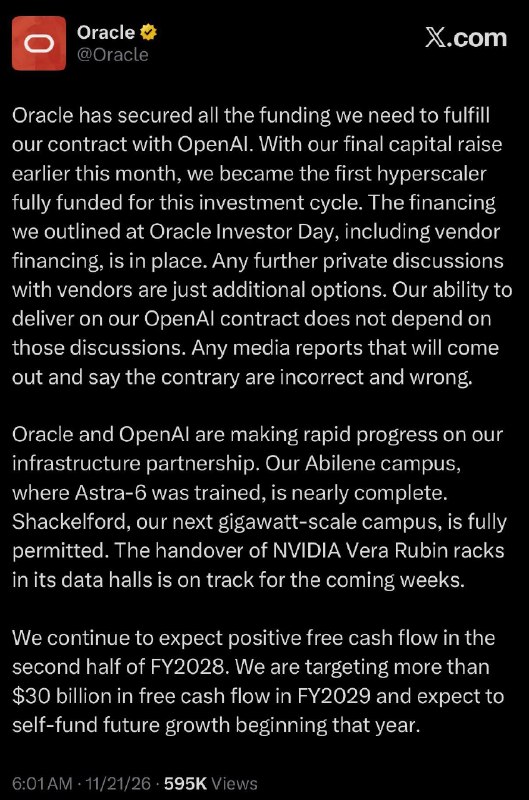 Oracle
@Oracle
X.com
Oracle has secured all the funding we need to fulfill
our contract with OpenAI. With our final capital raise
earlier this month, we became the first hyperscaler
fully funded for this investment cycle. The financing
we outlined at Oracle Investor Day, including vendor
financing, is in place. Any further private discussions
with vendors are just additional options. Our ability to
deliver on our OpenAI contract does not depend on
those discussions. Any media reports that will come
out and say the contrary are incorrect and wrong.
Oracle and OpenAI are making rapid progress on our
infrastructure partnership. Our Abilene campus,
where Astra-6 was trained, is nearly complete.
Shackelford, our next gigawatt-scale campus, is fully
permitted. The handover of NVIDIA Vera Rubin racks
in its data halls is on track for the coming weeks.
We continue to expect positive free cash flow in the
second half of FY2028. We are targeting more than
$30 billion in free cash flow in FY2029 and expect to
self-fund future growth beginning that year.
6:01AM · 11/21/26 · 595K Views